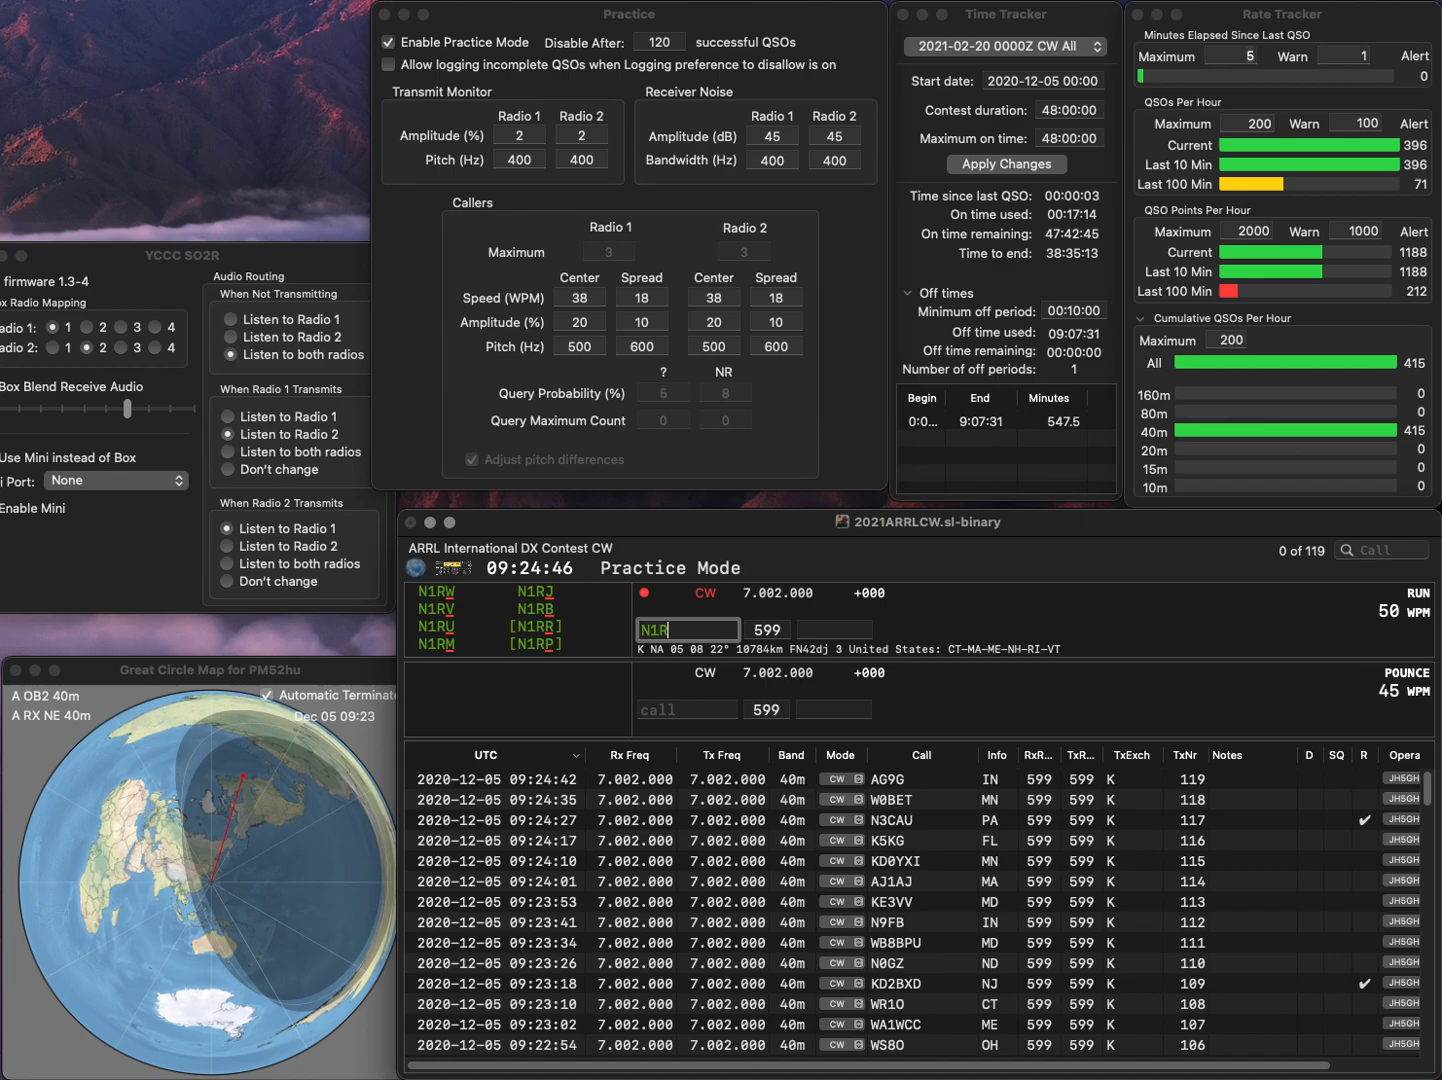 Practice
Enable Practice Mode Disable After: 120 successful QSOs
Allow logging incomplete QSOs when Logging preference to disallow is on
Transmit Monitor
Radio 1 Radio 2
Amplitude (%) 2 2
Pitch (Hz) 400 400
Receiver Noise
Radio 1 Radio 2
Amplitude (dB) 45 45
Bandwidth (Hz) 400 400
Callers
Radio 1 Radio 2
Maximum 3 3
Center Spread Center Spread
Speed (WPM) 38 18 38 18
Amplitude (%) 20 10 20 10
Pitch (Hz) 500 600 500 600
? NR
Query Probability (%) 5 8
Query Maximum Count 0 0
Adjust pitch differences
Time Tracker
2021-02-20 0000Z CW All
Start date: 2020-12-05 00:00
Contest duration: 48:00:00
Maximum on time: 48:00:00
Apply Changes
Time since last QSO: 00:00:03
On time used: 00:17:14
On time remaining: 47:42:45
Time to end: 38:35:13
Off times
Minimum off period: 00:10:00
Off time used: 09:07:31
Off time remaining: 00:00:00
Number of off periods: 1
Begin End Minutes
0:0... 9:07:31 547.5
Rate Tracker
Minutes Elapsed Since Last QSO
Maximum 5 Warn 1 Alert
0
QSOs Per Hour
Maximum 200 Warn 100 Alert
Current 396
Last 10 Min 396
Last 100 Min 71
QSO Points Per Hour
Maximum 2000 Warn 1000 Alert
Current 1188
Last 10 Min 1188
Last 100 Min 212
Cumulative QSOs Per Hour
Maximum 200
All 415
160m 0
80m 0
40m 415
20m 0
15m 0
10m 0
YCCC SO2R
firmware 1.3-4
ox Radio Mapping
adio 1: 1 2 3 4
adio 2: 1 2 3 4
Box Blend Receive Audio
Use Mini instead of Box
i Port: None
Enable Mini
Audio Routing
When Not Transmitting
Listen to Radio 1
Listen to Radio 2
Listen to both radios
When Radio 1 Transmits
Listen to Radio 1
Listen to Radio 2
Listen to both radios
Don't change
When Radio 2 Transmits
Listen to Radio 1
Listen to Radio 2
Listen to both radios
Don't change
Great Circle Map for PM52hu
A OB2 40m Automatic Terminato
A RX NE 40m Dec 05 09:23
2021ARRLCW.sl-binary
ARRL International DX Contest CW
0 of 119 Call
09:24:46 Practice Mode
N1RW N1RJ
N1RV N1RB
N1RU [N1RR]
N1RM [N1RP]
CW 7.002.000 +000 RUN
50 WPM
N1R 599
K NA 05 08 22° 10784km FN42dj 3 United States: CT-MA-ME-NH-RI-VT
CW 7.002.000 +000 POUNCE
45 WPM
call 599
UTC Rx Freq Tx Freq Band Mode Call Info RxR... TxR... TxExch TxNr Notes D SQ R Opera
2020-12-05 09:24:42 7.002.000 7.002.000 40m CW AG9G IN 599 599 K 119 JH5GH
2020-12-05 09:24:35 7.002.000 7.002.000 40m CW W0BET MN 599 599 K 118 JH5GH
2020-12-05 09:24:27 7.002.000 7.002.000 40m CW N3CAU PA 599 599 K 117 ✓ JH5GH
2020-12-05 09:24:17 7.002.000 7.002.000 40m CW K5KG FL 599 599 K 116 JH5GH
2020-12-05 09:24:10 7.002.000 7.002.000 40m CW KD0YXI MN 599 599 K 115 JH5GH
2020-12-05 09:24:01 7.002.000 7.002.000 40m CW AJ1AJ MA 599 599 K 114 JH5GH
2020-12-05 09:23:53 7.002.000 7.002.000 40m CW KE3VV MD 599 599 K 113 JH5GH
2020-12-05 09:23:41 7.002.000 7.002.000 40m CW N9FB IN 599 599 K 112 JH5GH
2020-12-05 09:23:34 7.002.000 7.002.000 40m CW WB8BPU MD 599 599 K 111 JH5GH
2020-12-05 09:23:26 7.002.000 7.002.000 40m CW N0GZ ND 599 599 K 110 JH5GH
2020-12-05 09:23:18 7.002.000 7.002.000 40m CW KD2BXD NJ 599 599 K 109 ✓ JH5GH
2020-12-05 09:23:10 7.002.000 7.002.000 40m CW WR1O CT 599 599 K 108 JH5GH
2020-12-05 09:23:02 7.002.000 7.002.000 40m CW WA1WCC ME 599 599 K 107 JH5GH
2020-12-05 09:22:54 7.002.000 7.002.000 40m CW WS8O OH 599 599 K 106 JH5GH